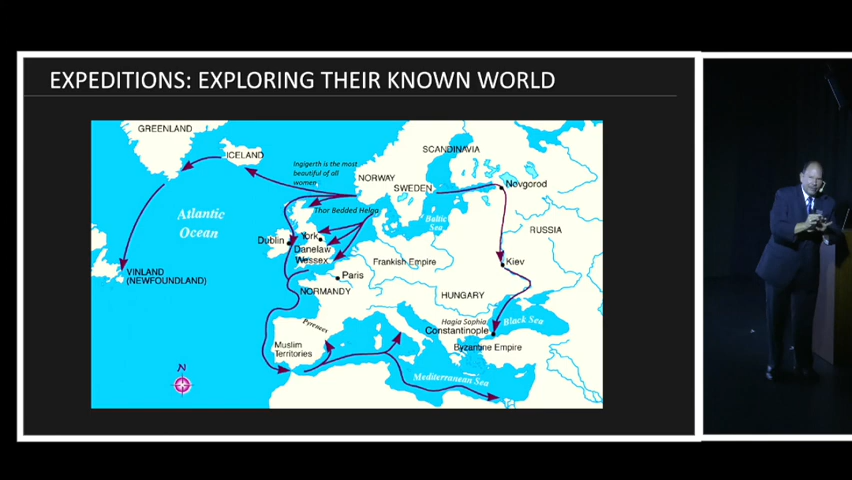 EXPEDITIONS: EXPLORING THEIR KNOWN WORLD
GREENLAND
ICELAND
SCANDINAVIA
Ingigerth is the most
beautiful of all
women
NORWAY
SWEDEN
Novgorod
Thor Bedded Helga
Atlantic
Ocean
Baltic
Sea
RUSSIA
York
Dublin
Danelaw
Wessex
Frankish Empire
Kiev
VINLAND
(NEWFOUNDLAND)
Paris
NORMANDY
HUNGARY
Pyrenees
Hagia Sophia
Black Sea
Constantinople
Muslim
Territories
Byzantine Empire
N
Mediterranean Sea